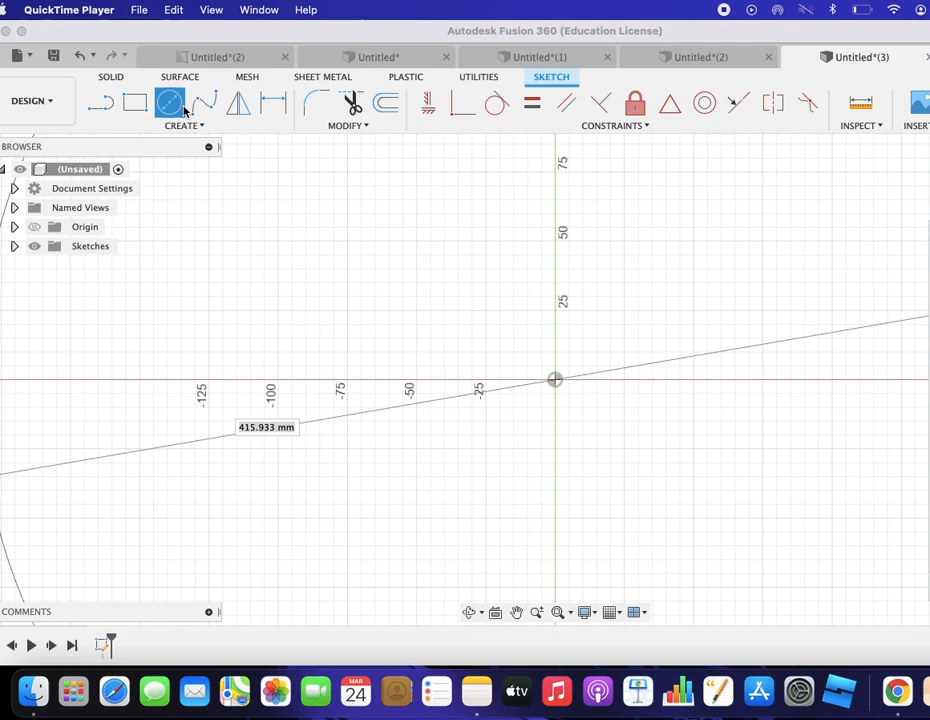 QuickTime Player File Edit View Window Help
Autodesk Fusion 360 (Education License)
Untitled*(2) Untitled* Untitled*(1) Untitled*(2) Untitled*(3)
SOLID SURFACE MESH SHEET METAL PLASTIC UTILITIES SKETCH
DESIGN
CREATE MODIFY CONSTRAINTS INSPECT INSERT
BROWSER
(Unsaved)
Document Settings
Named Views
Origin
Sketches
75
50
25
-125 -100 -75 -50 -25
415.933 mm
COMMENTS
MAR
24
tv